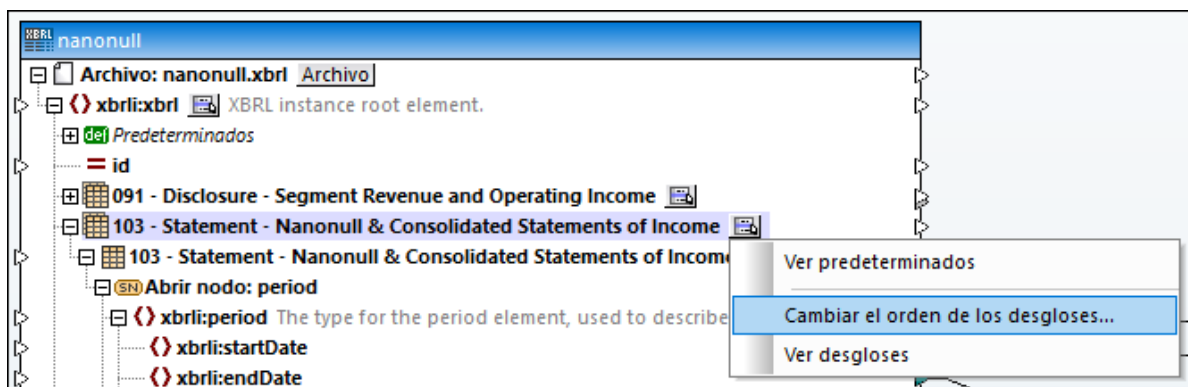 XBRL nanonull
Archivo: nanonull.xbrl Archivo
xbrli:xbrl XBRL instance root element.
def Predeterminados
= id
091 - Disclosure - Segment Revenue and Operating Income
103 - Statement - Nanonull & Consolidated Statements of Income
103 - Statement - Nanonull & Consolidated Statements of Incom
Ver predeterminados
SN Abrir nodo: period
xbrli:period The type for the period element, used to describe
Cambiar el orden de los desgloses...
xbrli:startDate
Ver desgloses
xbrli:endDate